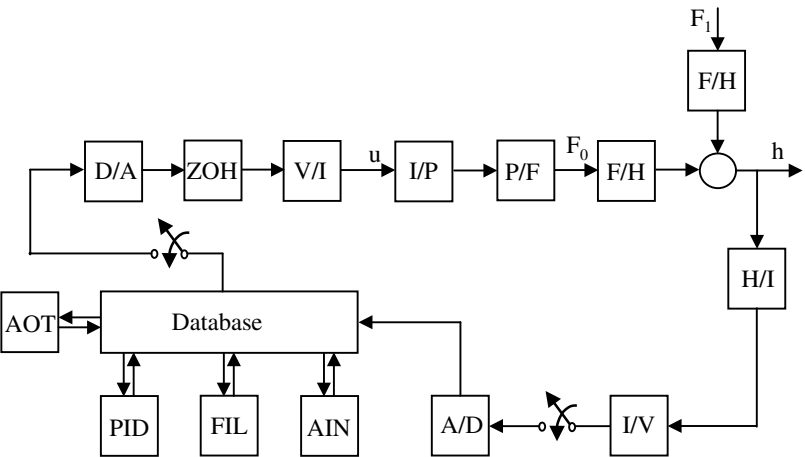 F1
F/H
D/A
ZOH
V/I
u
I/P
P/F
F0
F/H
h
H/I
AOT
Database
PID
FIL
AIN
A/D
I/V